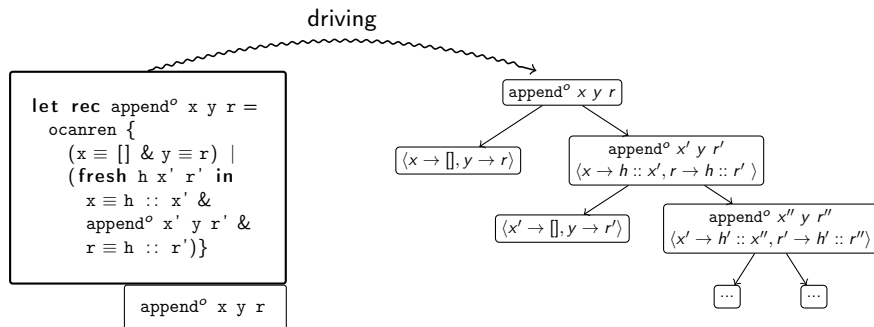 driving
let rec appendᵒ x y r =
ocanren {
(x ≡ [] & y ≡ r) |
(fresh h x' r' in
x ≡ h :: x' &
appendᵒ x' y r' &
r ≡ h :: r')}
appendᵒ x y r
appendᵒ x y r
⟨x → [], y → r⟩
appendᵒ x′ y r′
⟨x → h :: x′, r → h :: r′ ⟩
⟨x′ → [], y → r′⟩
appendᵒ x′′ y r′′
⟨x′ → h′ :: x′′, r′ → h′ :: r′′⟩
...
...